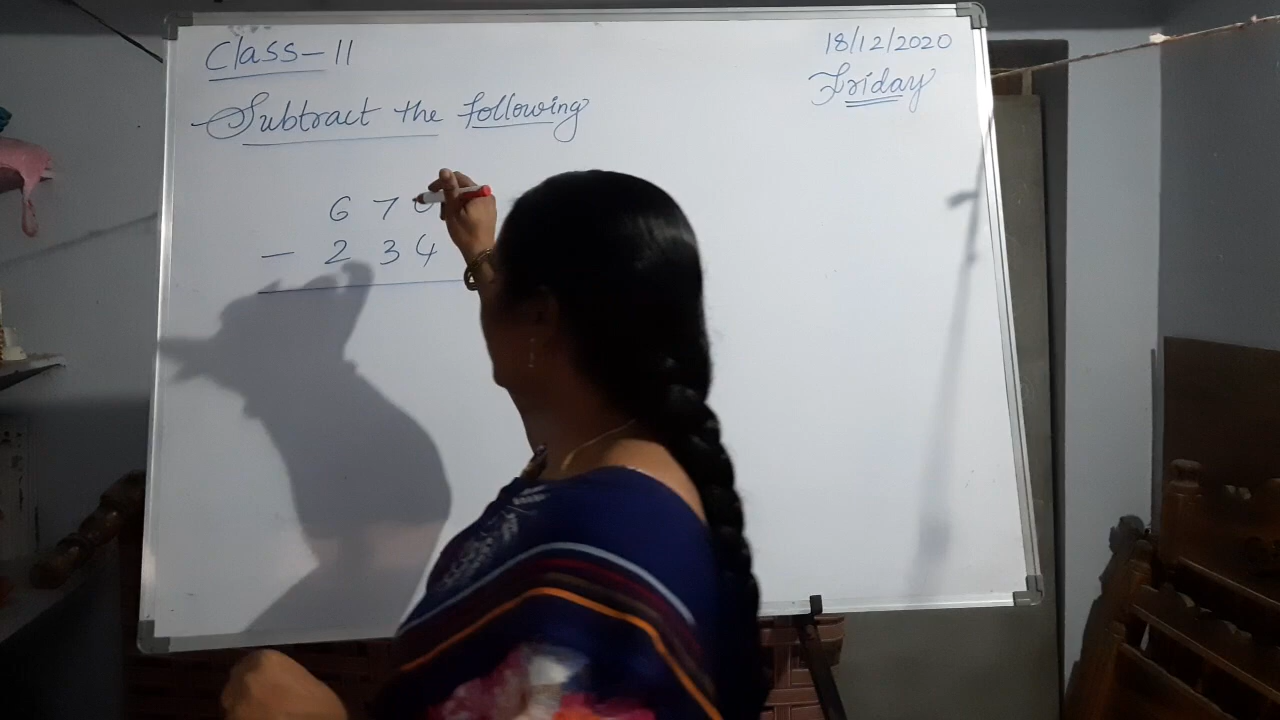 Class-II
18/12/2020
Friday
Subtract the following
6 7
- 2 3 4